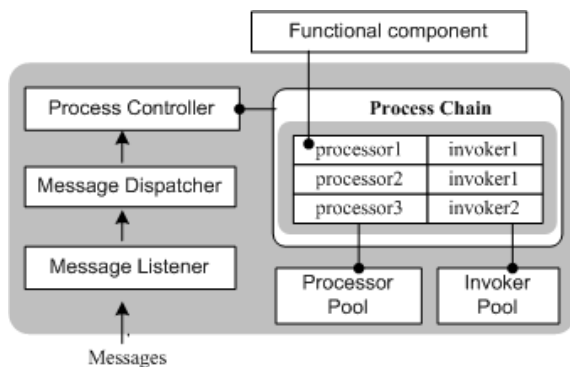 Functional component
Process Controller
Process Chain
processor1 invoker1
processor2 invoker1
processor3 invoker2
Message Dispatcher
Message Listener
Processor
Pool
Invoker
Pool
Messages